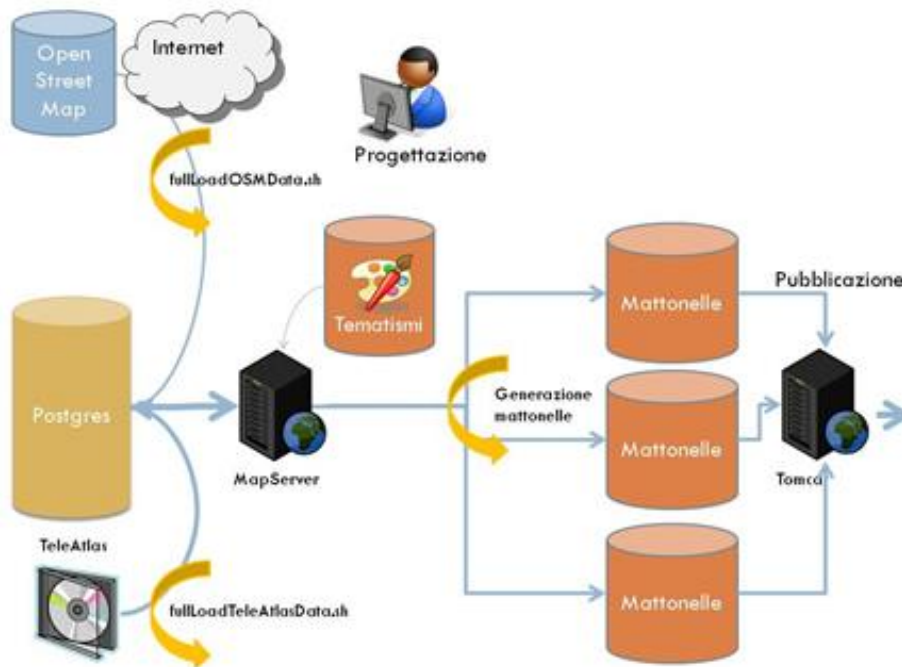 Open
Street
Map
Internet
Progettazione
fullLoadOSMData.sh
Tematismi
Mattonelle
Pubblicazione
Postgres
Generazione
mattonelle
Mattonelle
MapServer
Tomca
TeleAtlas
fullLoadTeleAtlasData.sh
Mattonelle